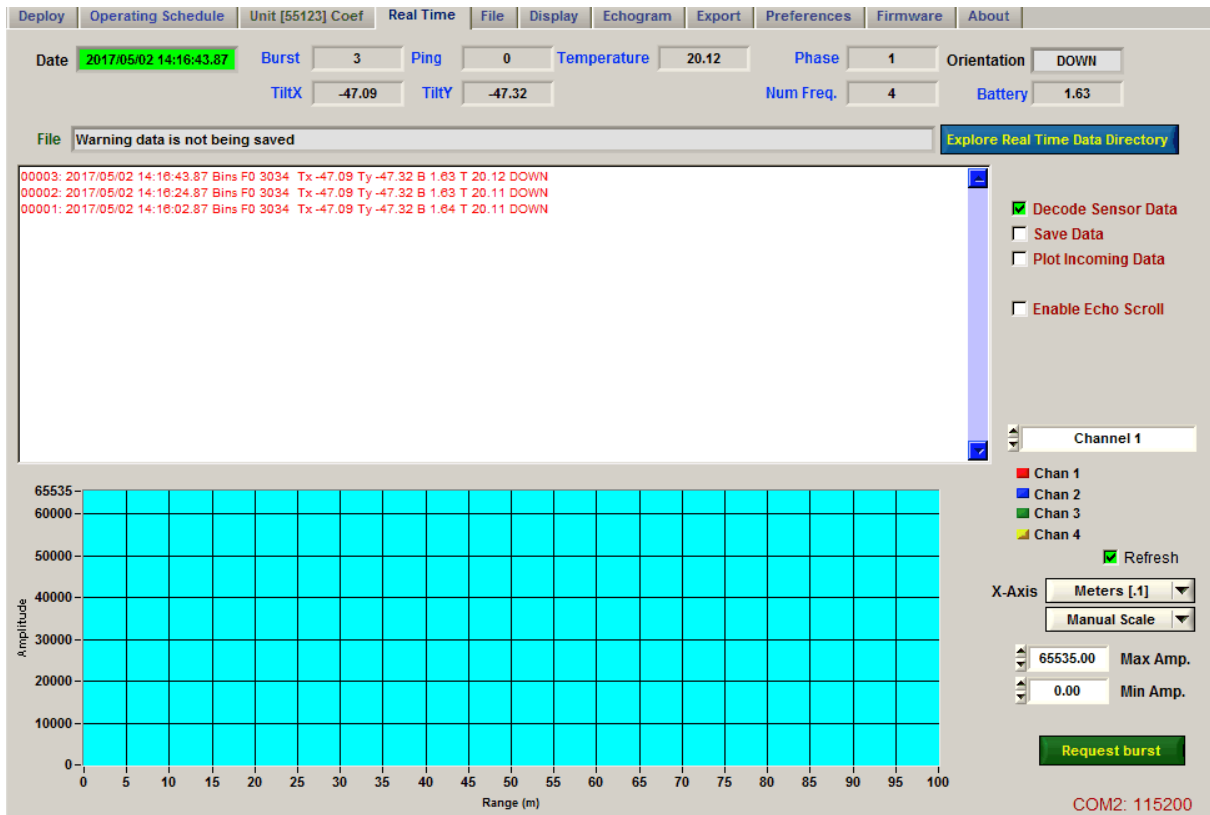 Deploy Operating Schedule Unit [55123] Coef Real Time File Display Echogram Export Preferences Firmware About
Date 2017/05/02 14:16:43.87 Burst 3 Ping 0 Temperature 20.12 Phase 1 Orientation DOWN
TiltX -47.09 TiltY -47.32 Num Freq. 4 Battery 1.63
File Warning data is not being saved Explore Real Time Data Directory
00003: 2017/05/02 14:16:43.87 Bins F0 3034 Tx -47.09 Ty -47.32 B 1.63 T 20.12 DOWN
00002: 2017/05/02 14:16:24.87 Bins F0 3034 Tx -47.09 Ty -47.32 B 1.63 T 20.11 DOWN
00001: 2017/05/02 14:16:02.87 Bins F0 3034 Tx -47.09 Ty -47.32 B 1.64 T 20.11 DOWN
Decode Sensor Data
Save Data
Plot Incoming Data
Enable Echo Scroll
Channel 1
Chan 1
Chan 2
Chan 3
Chan 4
Refresh
X-Axis Meters [.1]
Manual Scale
65535.00 Max Amp.
0.00 Min Amp.
Request burst
65535
60000
50000
40000
30000
20000
10000
0
Amplitude
0 5 10 15 20 25 30 35 40 45 50 55 60 65 70 75 80 85 90 95 100
Range (m)
COM2: 115200